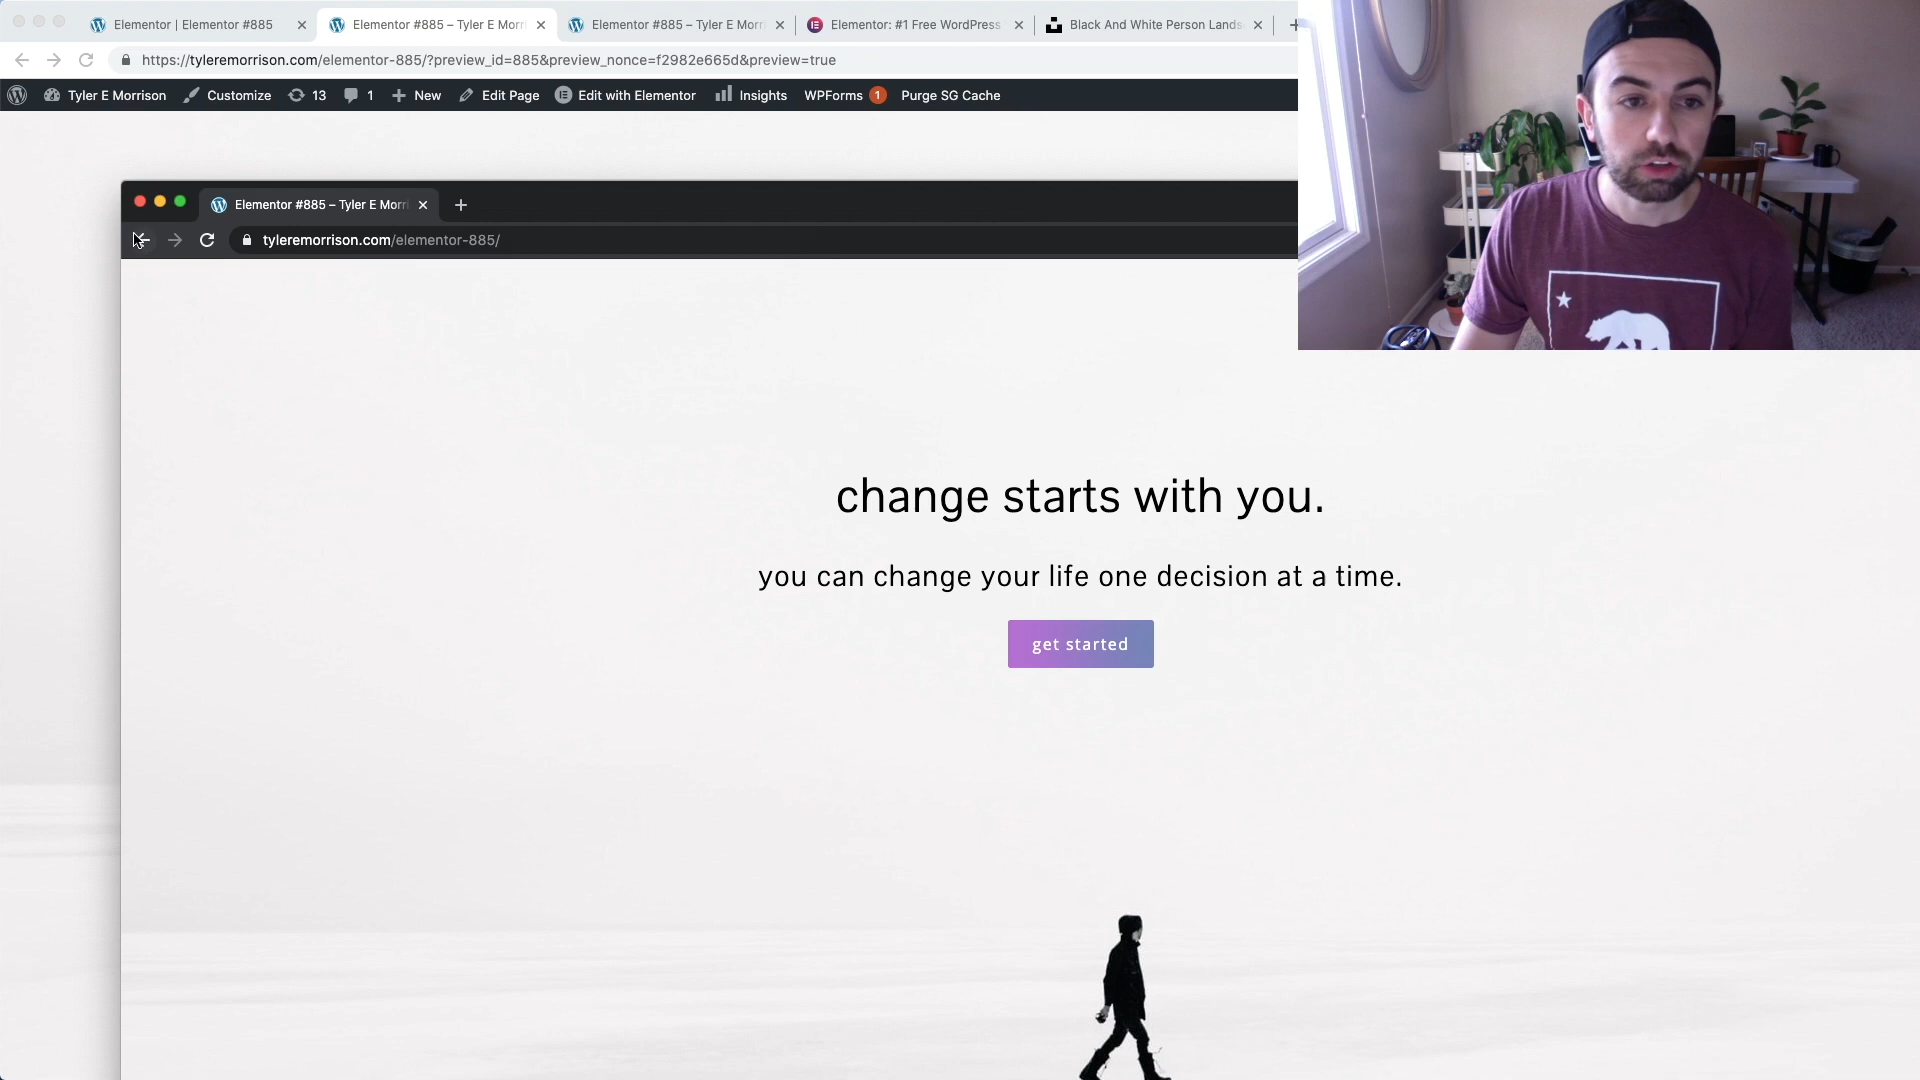 Elementor | Elementor #885
Elementor #885 – Tyler E Morri
Elementor #885 – Tyler E Morri
Elementor: #1 Free WordPress
Black And White Person Lands
https://tyleremorrison.com/elementor-885/?preview_id=885&preview_nonce=f2982e665d&preview=true
Tyler E Morrison
Customize
13
1
New
Edit Page
Edit with Elementor
Insights
WPForms 1
Purge SG Cache
Elementor #885 – Tyler E Morri
tyleremorrison.com/elementor-885/
change starts with you.
you can change your life one decision at a time.
get started